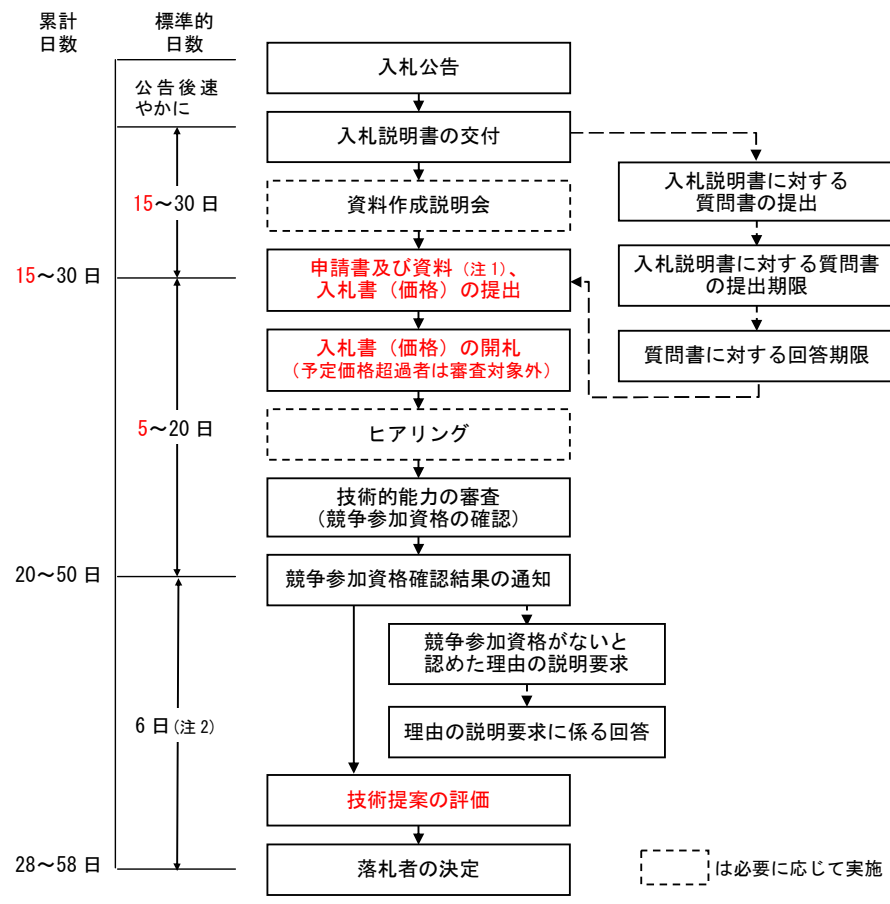 累計
日数
標準的
日数
入札公告
公告後速
やかに
入札説明書の交付
15～30 日
資料作成説明会
入札説明書に対する
質問書の提出
15～30 日
申請書及び資料（注1）、
入札書（価格）の提出
入札説明書に対する質問書
の提出期限
入札書（価格）の開札
（予定価格超過者は審査対象外）
質問書に対する回答期限
5～20 日
ヒアリング
技術的能力の審査
（競争参加資格の確認）
20～50 日
競争参加資格確認結果の通知
競争参加資格がないと
認めた理由の説明要求
6 日（注2）
理由の説明要求に係る回答
技術提案の評価
28～58 日
落札者の決定
は必要に応じて実施